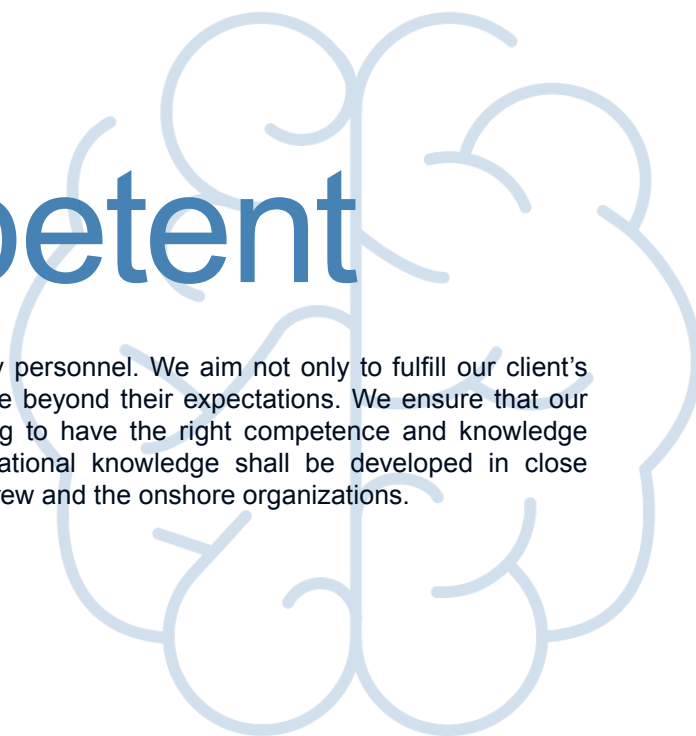 petent
y personnel. We aim not only to fulfill our client’s
e beyond their expectations. We ensure that our
g to have the right competence and knowledge
ational knowledge shall be developed in close
rew and the onshore organizations.